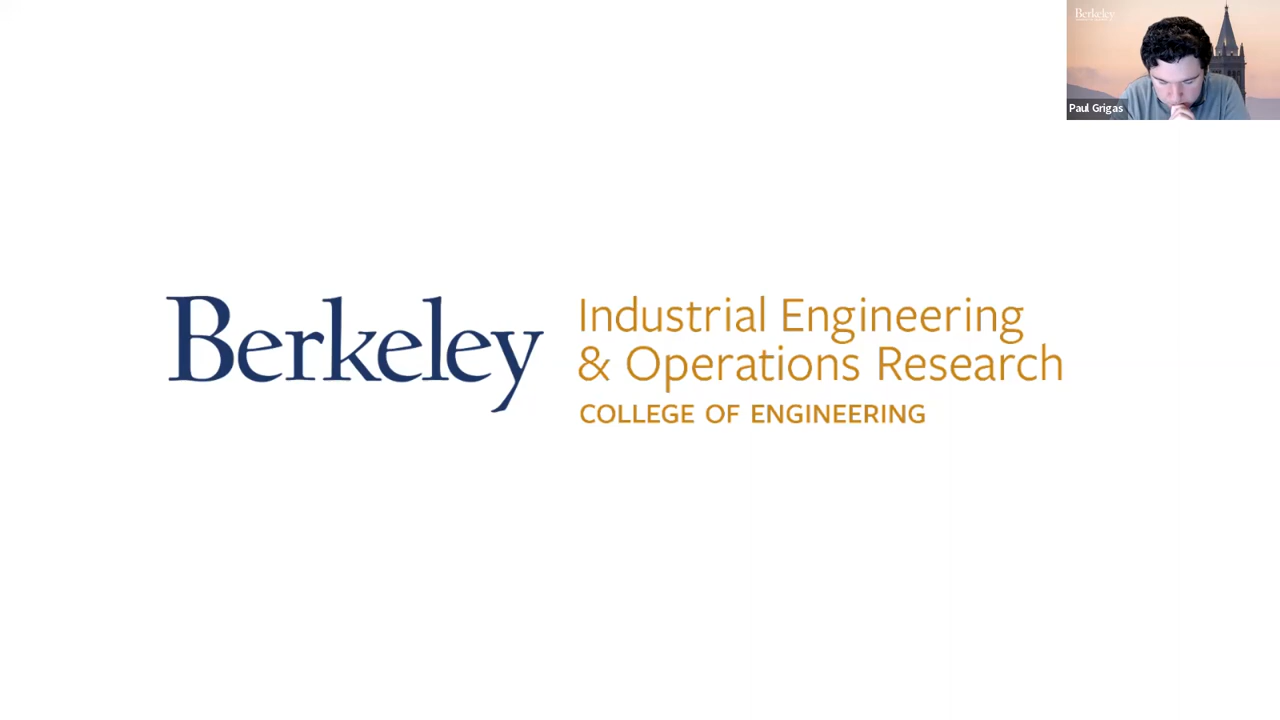 Berkeley
Paul Grigas
Berkeley
Industrial Engineering
& Operations Research
COLLEGE OF ENGINEERING